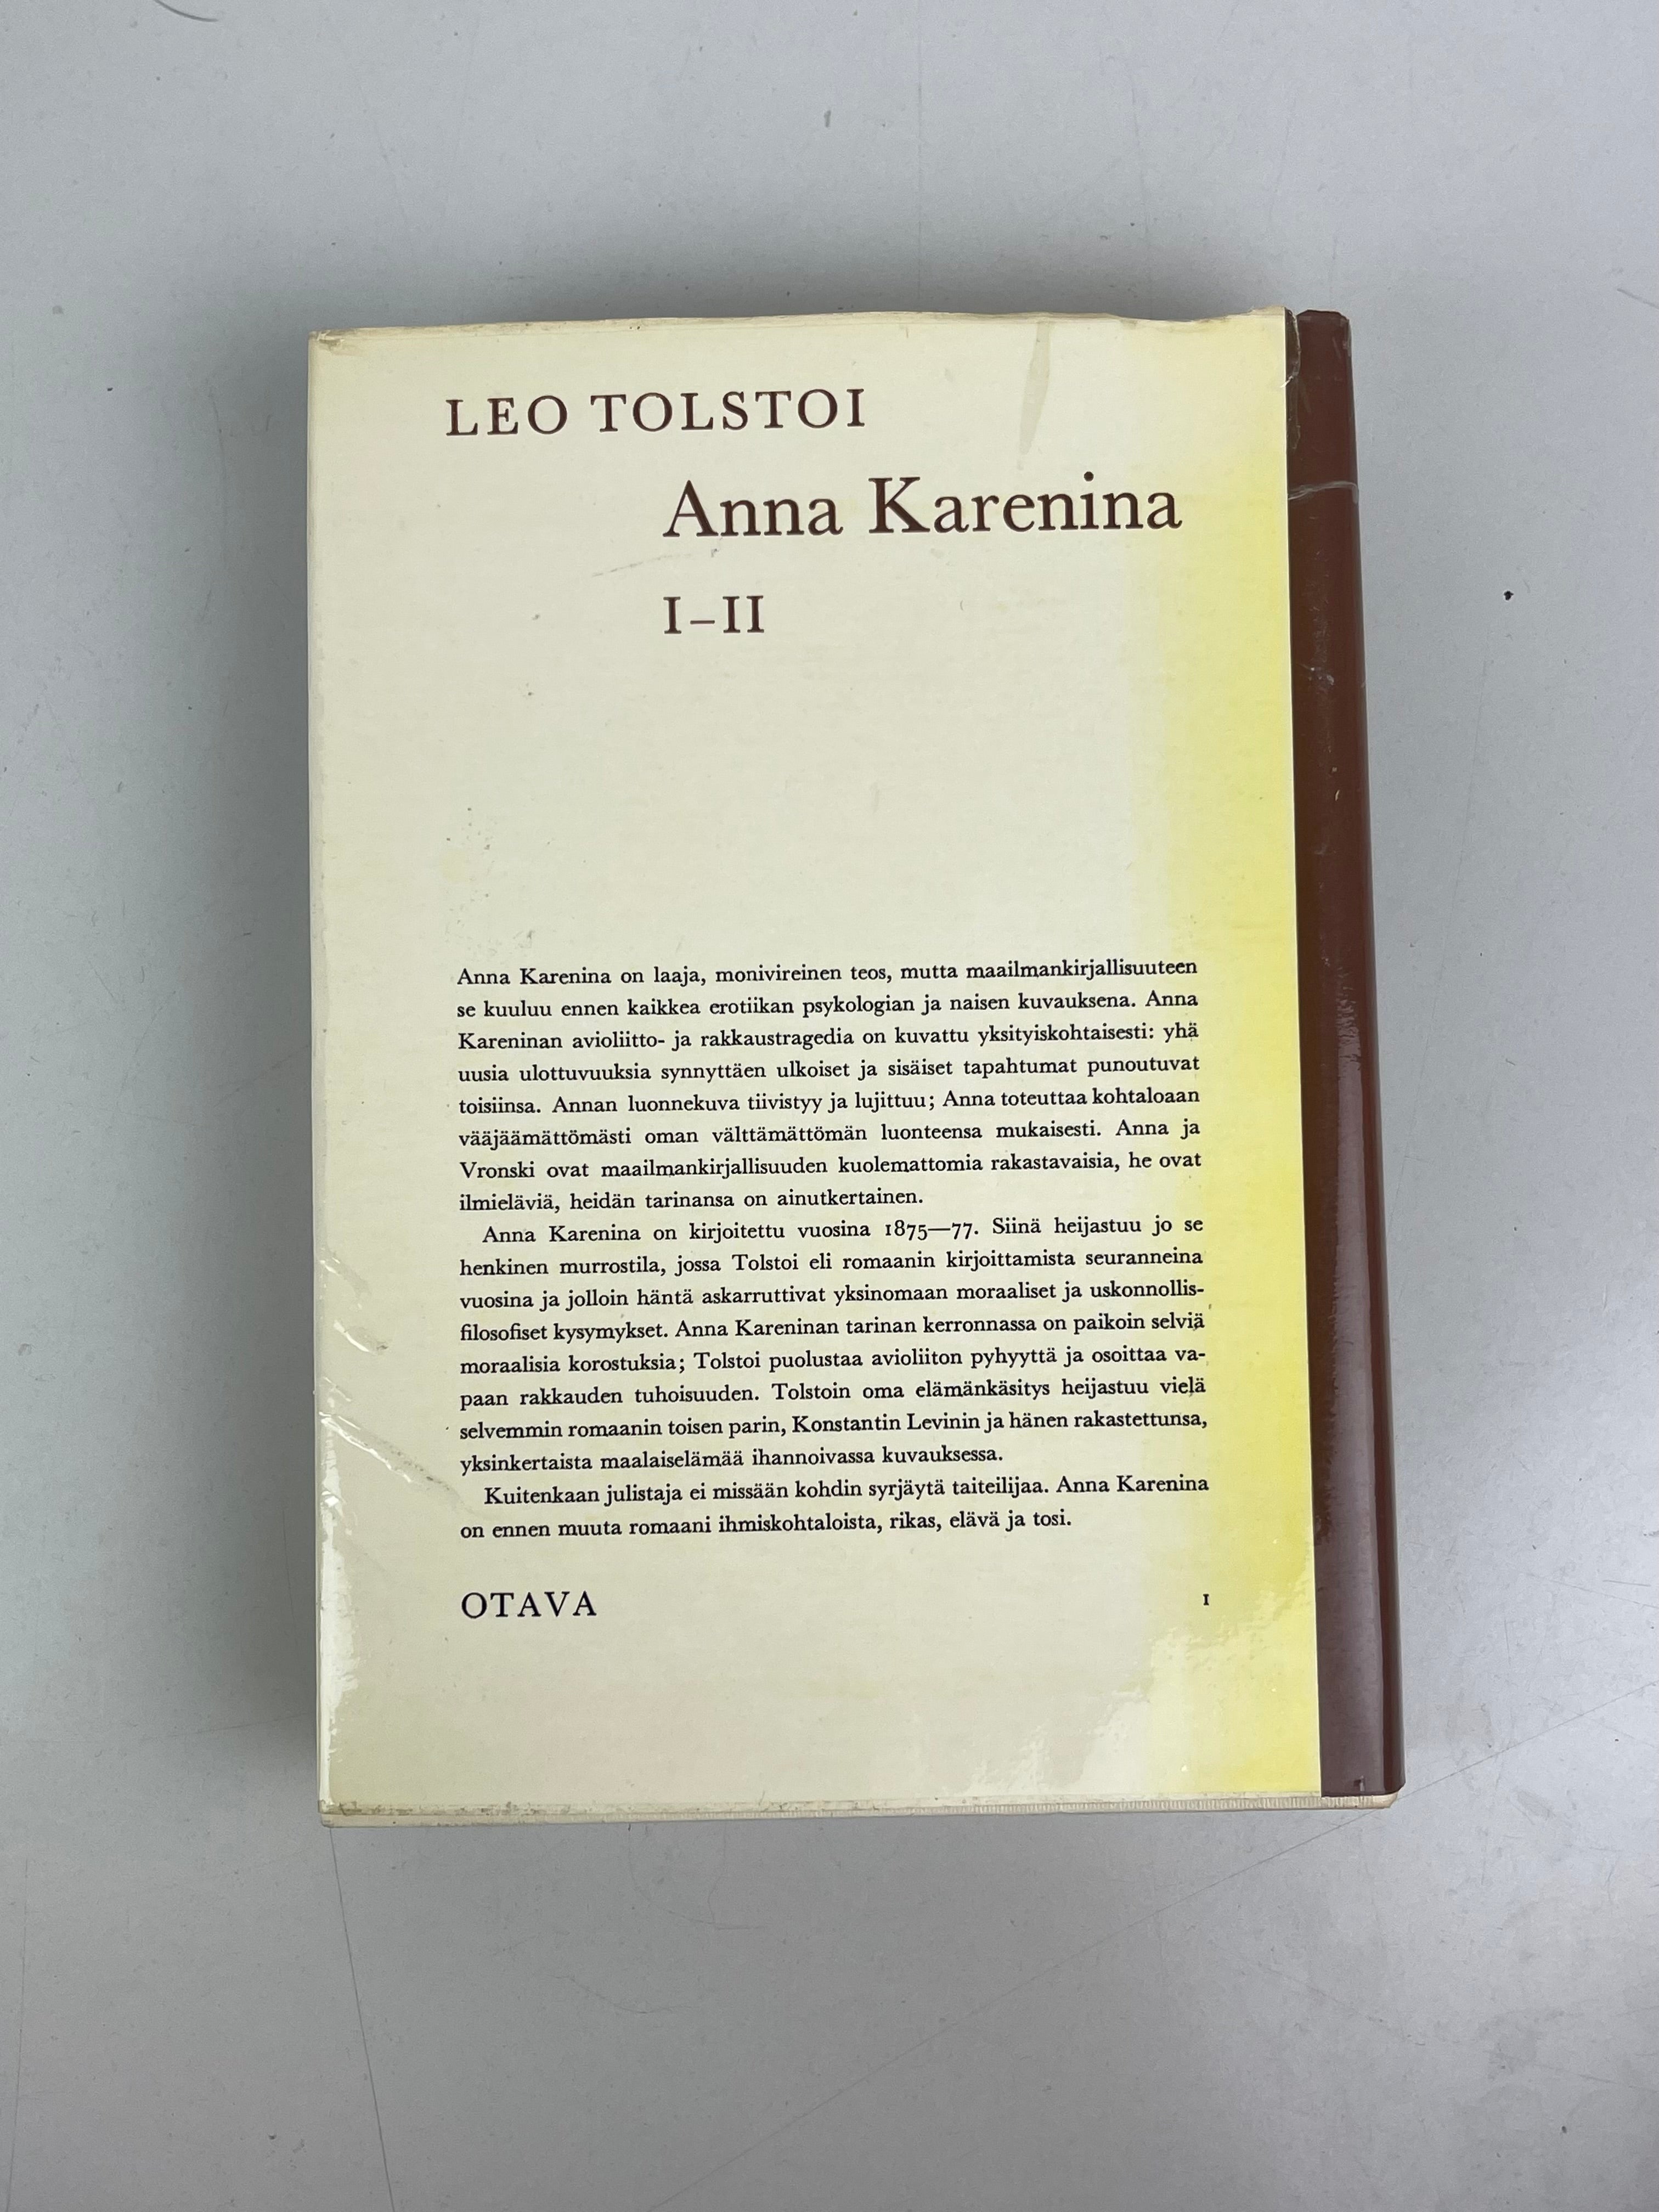 LEO TOLSTOI
Anna Karenina
I–II
Anna Karenina on laaja, monivireinen teos, mutta maailmankirjallisuuteen
se kuuluu ennen kaikkea erotiikan psykologian ja naisen kuvauksena. Anna
Kareninan avioliitto- ja rakkaustragedia on kuvattu yksityiskohtaisesti: yhä
uusia ulottuvuuksia synnyttäen ulkoiset ja sisäiset tapahtumat punoutuvat
toisiinsa. Annan luonnekuva tiivistyy ja lujittuu; Anna toteuttaa kohtaloaan
vääjäämättömästi oman välttämättömän luonteensa mukaisesti. Anna ja
Vronski ovat maailmankirjallisuuden kuolemattomia rakastavaisia, he ovat
ilmieläviä, heidän tarinansa on ainutkertainen.
Anna Karenina on kirjoitettu vuosina 1875—77. Siinä heijastuu jo se
henkinen murrostila, jossa Tolstoi eli romaanin kirjoittamista seuranneina
vuosina ja jolloin häntä askarruttivat yksinomaan moraaliset ja uskonnollis-
filosofiset kysymykset. Anna Kareninan tarinan kerronnassa on paikoin selviä
moraalisia korostuksia; Tolstoi puolustaa avioliiton pyhyyttä ja osoittaa va-
paan rakkauden tuhoisuuden. Tolstoin oma elämänkäsitys heijastuu vielä
selvemmin romaanin toisen parin, Konstantin Levinin ja hänen rakastettunsa,
yksinkertaista maalaiselämää ihannoivassa kuvauksessa.
Kuitenkaan julistaja ei missään kohdin syrjäytä taiteilijaa. Anna Karenina
on ennen muuta romaani ihmiskohtaloista, rikas, elävä ja tosi.
OTAVA
1